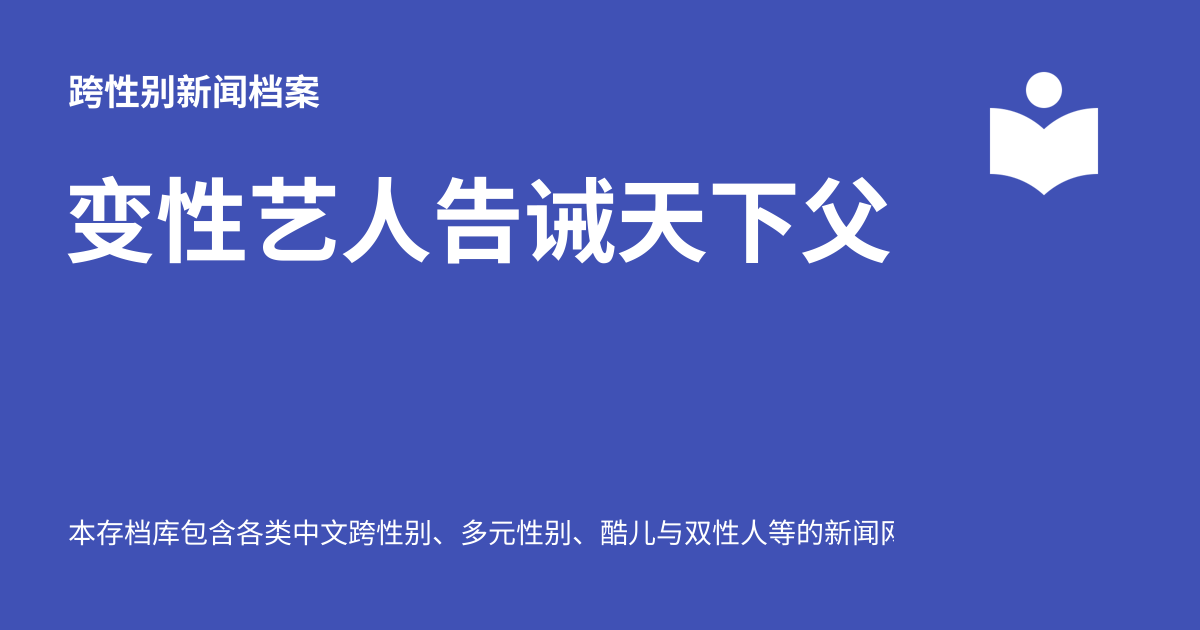 跨性别新闻档案
变性艺人告诫天下父
本存档库包含各类中文跨性别、多元性别、酷儿与双性人等的新闻网